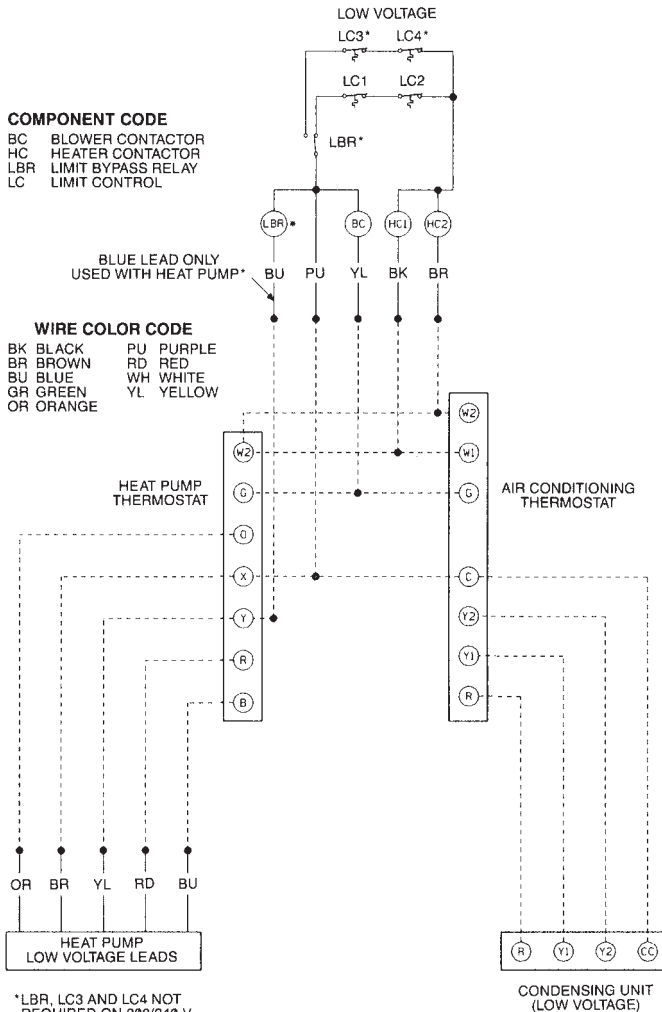 LOW VOLTAGE
LC3* LC4*
LC1 LC2
LBR*
COMPONENT CODE
BC BLOWER CONTACTOR
HC HEATER CONTACTOR
LBR LIMIT BYPASS RELAY
LC LIMIT CONTROL
LBR * BC HC1 HC2
BLUE LEAD ONLY
USED WITH HEAT PUMP*
BU PU YL BK BR
WIRE COLOR CODE
BK BLACK PU PURPLE
BR BROWN RD RED
BU BLUE WH WHITE
GR GREEN YL YELLOW
OR ORANGE
HEAT PUMP
THERMOSTAT
W2
G
O
X
Y
R
B
W2
W1
G
C
Y2
Y1
R
AIR CONDITIONING
THERMOSTAT
OR BR YL RD BU
HEAT PUMP
LOW VOLTAGE LEADS
R Y1 Y2 CC
CONDENSING UNIT
(LOW VOLTAGE)
*LBR, LC3 AND LC4 NOT